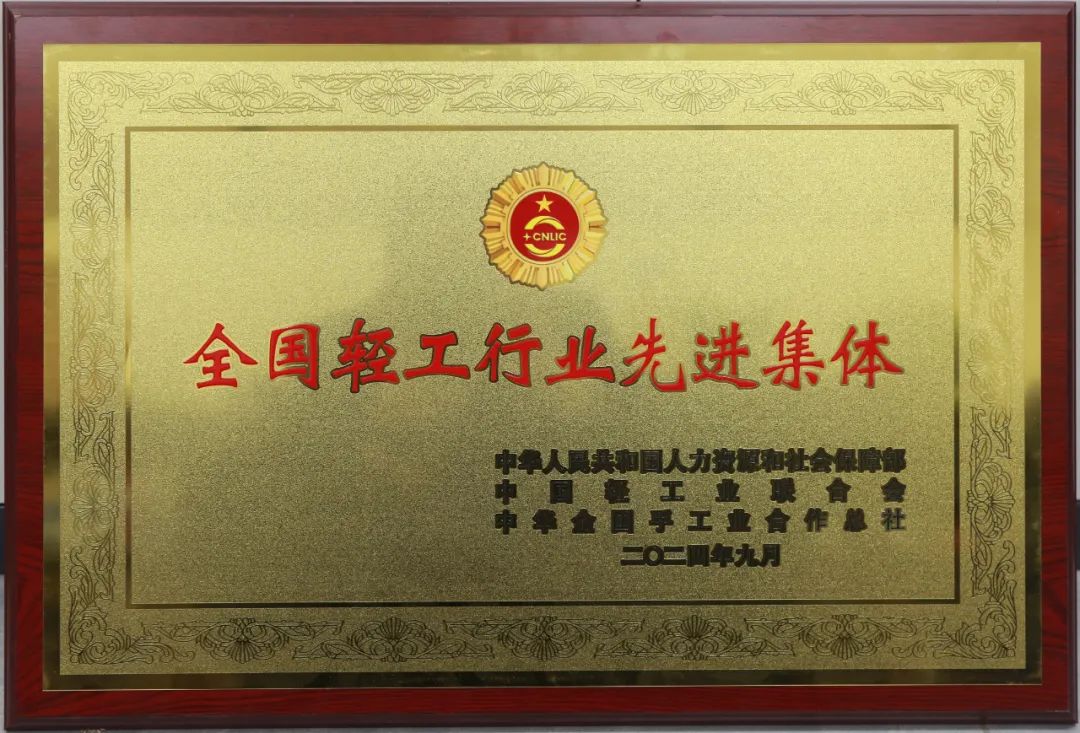 CNLIC
全国轻工行业先进集体
中华人民共和国人力资源和社会保障部
中国轻工业联合会
中华全国手工业合作总社
二〇二四年九月